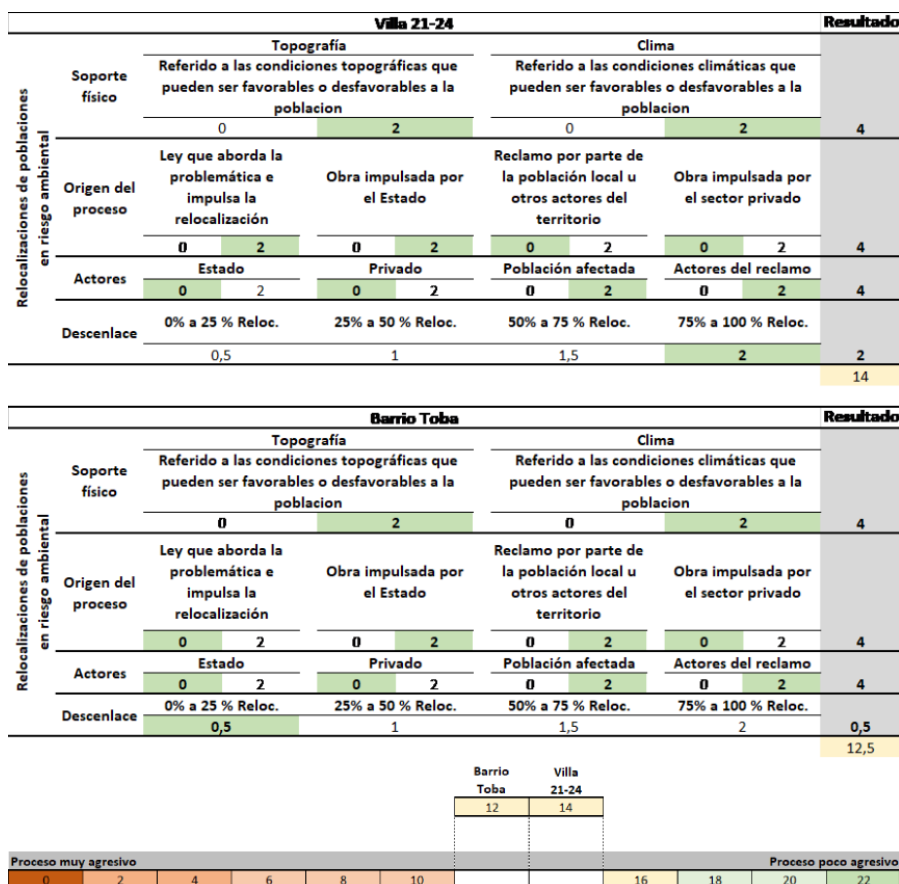 Villa 21-24 Resultado
Topografía Clima
Relocalizaciones de poblaciones en riesgo ambiental
Soporte físico
Referido a las condiciones topográficas que pueden ser favorables o desfavorables a la poblacion
Referido a las condiciones climáticas que pueden ser favorables o desfavorables a la poblacion
0 2 0 2 4
Origen del proceso
Ley que aborda la problemática e impulsa la relocalización
Obra impulsada por el Estado
Reclamo por parte de la población local u otros actores del territorio
Obra impulsada por el sector privado
0 2 0 2 0 2 0 2 4
Actores
Estado Privado Población afectada Actores del reclamo
0 2 0 2 0 2 0 2 4
Descenlace
0% a 25 % Reloc. 25% a 50 % Reloc. 50% a 75 % Reloc. 75% a 100 % Reloc.
0,5 1 1,5 2 2
14
Barrio Toba Resultado
Topografía Clima
Relocalizaciones de poblaciones en riesgo ambiental
Soporte físico
Referido a las condiciones topográficas que pueden ser favorables o desfavorables a la poblacion
Referido a las condiciones climáticas que pueden ser favorables o desfavorables a la poblacion
0 2 0 2 4
Origen del proceso
Ley que aborda la problemática e impulsa la relocalización
Obra impulsada por el Estado
Reclamo por parte de la población local u otros actores del territorio
Obra impulsada por el sector privado
0 2 0 2 0 2 0 2 4
Actores
Estado Privado Población afectada Actores del reclamo
0 2 0 2 0 2 0 2 4
Descenlace
0% a 25 % Reloc. 25% a 50 % Reloc. 50% a 75 % Reloc. 75% a 100 % Reloc.
0,5 1 1,5 2 0,5
12,5
Barrio Toba Villa 21-24
12 14
Proceso muy agresivo Proceso poco agresivo
0 2 4 6 8 10 16 18 20 22